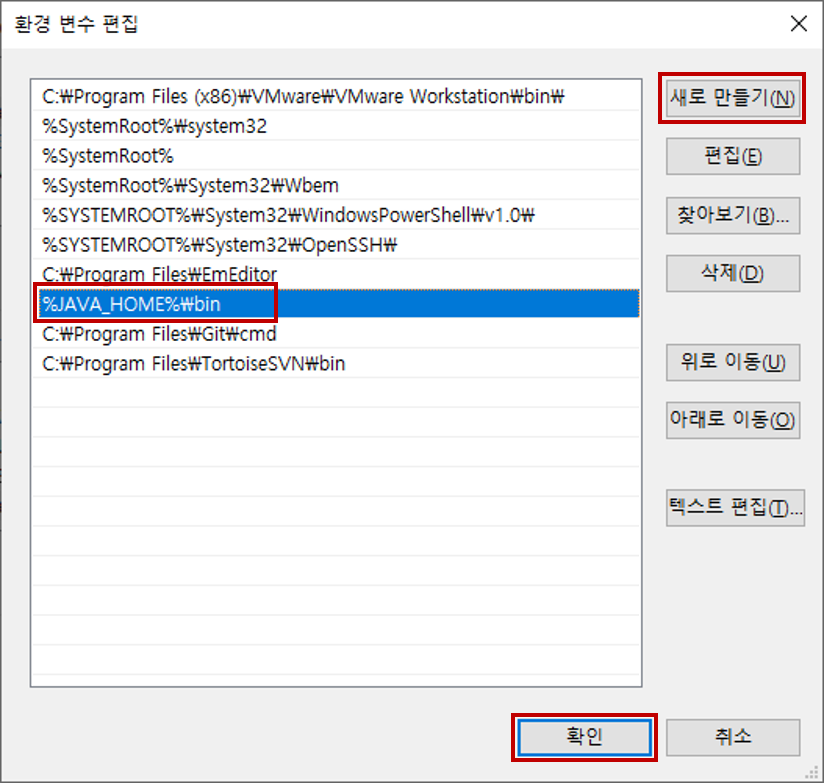 환경 변수 편집
C:₩Program Files (x86)₩VMware₩VMware Workstation₩bin₩
%SystemRoot%₩system32
%SystemRoot%
%SystemRoot%₩System32₩Wbem
%SYSTEMROOT%₩System32₩WindowsPowerShell₩v1.0₩
%SYSTEMROOT%₩System32₩OpenSSH₩
C:₩Program Files₩EmEditor
%JAVA_HOME%₩bin
C:₩Program Files₩Git₩cmd
C:₩Program Files₩TortoiseSVN₩bin
새로 만들기(N)
편집(E)
찾아보기(B)...
삭제(D)
위로 이동(U)
아래로 이동(O)
텍스트 편집(T)...
확인
취소